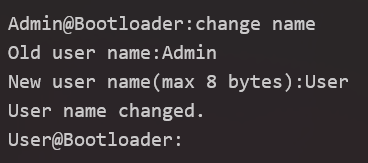 Admin@Bootloader:change name
Old user name:Admin
New user name(max 8 bytes):User
User name changed.
User@Bootloader: